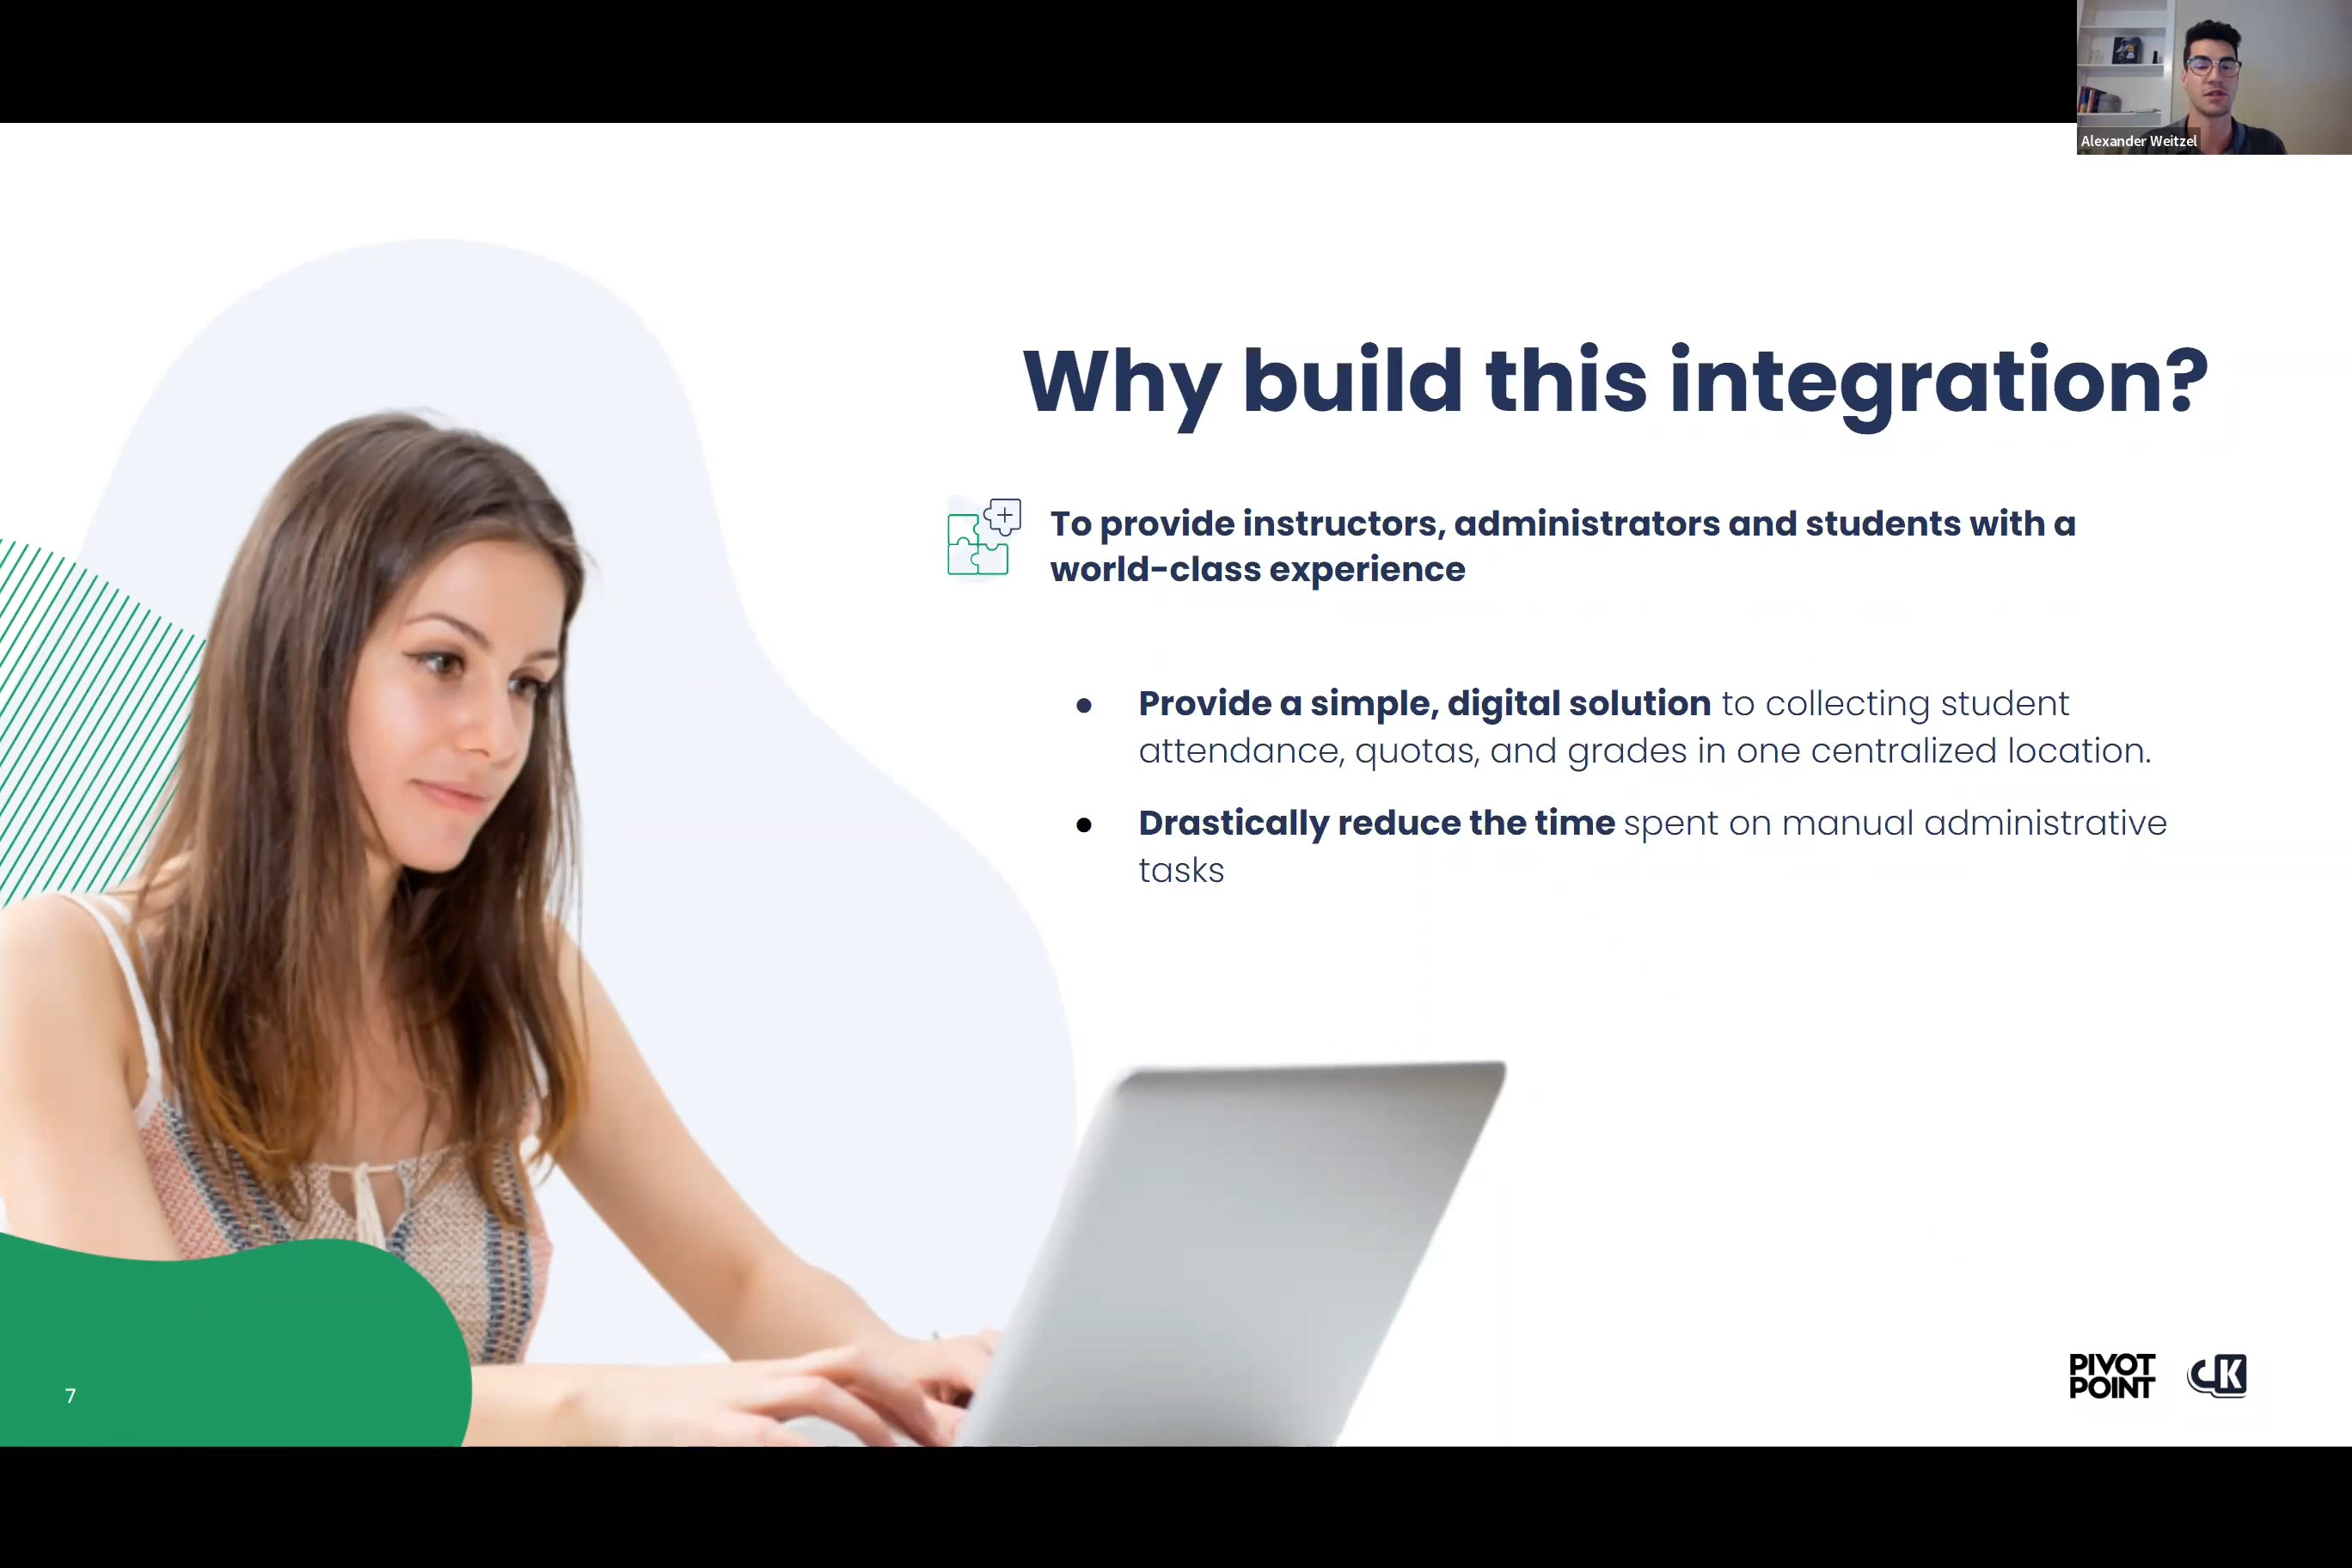 Alexander Weitzel
Why build this integration?
To provide instructors, administrators and students with a
world-class experience
● Provide a simple, digital solution to collecting student
attendance, quotas, and grades in one centralized location.
● Drastically reduce the time spent on manual administrative
tasks
7
PIVOT
POINT
CK